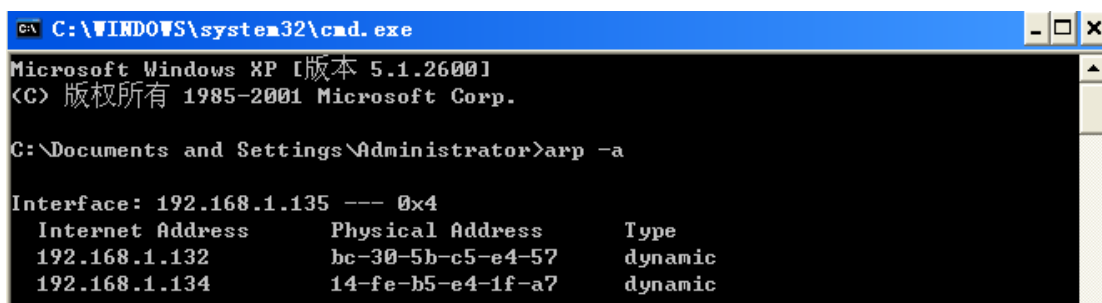 C:\WINDOWS\system32\cmd.exe
Microsoft Windows XP [版本 5.1.2600]
(C) 版权所有 1985-2001 Microsoft Corp.
C:\Documents and Settings\Administrator>arp -a
Interface: 192.168.1.135 --- 0x4
Internet Address Physical Address Type
192.168.1.132 bc-30-5b-c5-e4-57 dynamic
192.168.1.134 14-fe-b5-e4-1f-a7 dynamic